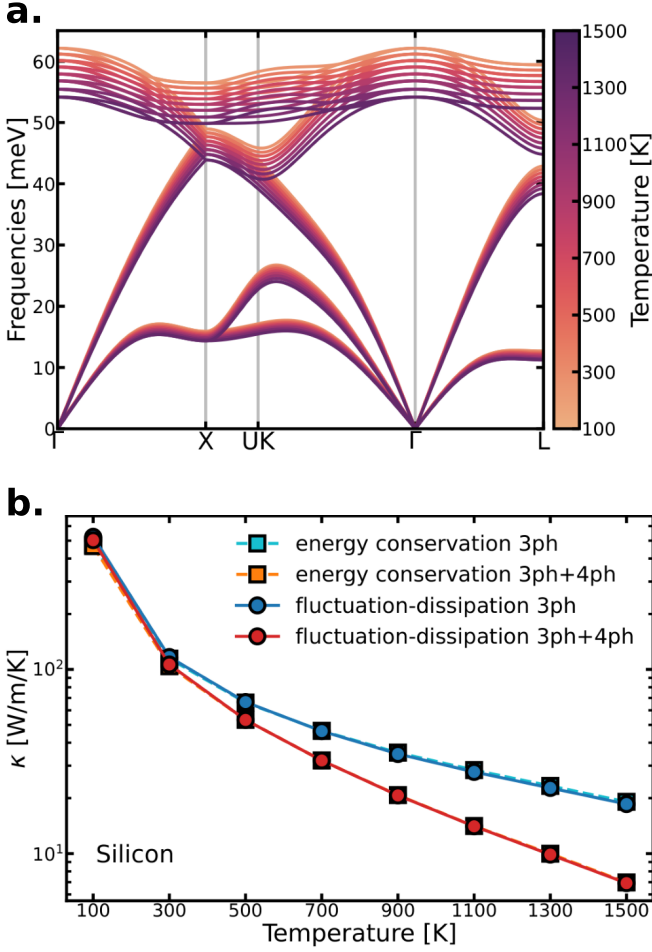 a.
Frequencies [meV]
60
50
40
30
20
10
0
Γ X UK Γ L
1500
1300
1100
900
700
500
300
100
Temperature [K]
b.
energy conservation 3ph
energy conservation 3ph+4ph
fluctuation-dissipation 3ph
fluctuation-dissipation 3ph+4ph
κ [W/m/K]
10²
10¹
Silicon
100 300 500 700 900 1100 1300 1500
Temperature [K]